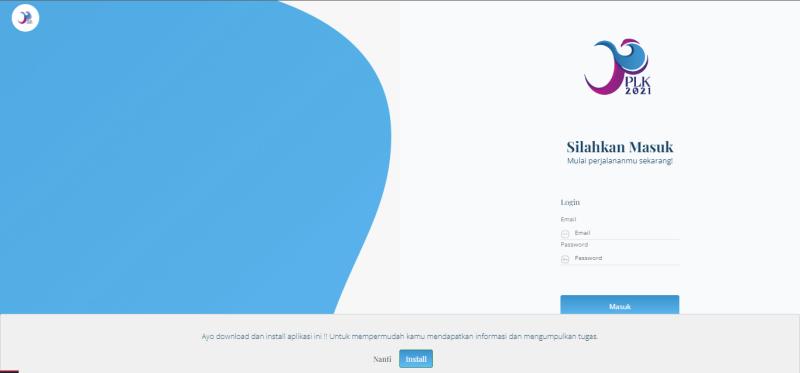 PLK
2021
Silahkan Masuk
Mulai perjalananmu sekarang!
Login
Email
Email
Password
Password
Masuk
Ayo download dan install aplikasi ini !! Untuk mempermudah kamu mendapatkan informasi dan mengumpulkan tugas.
Nanti Install